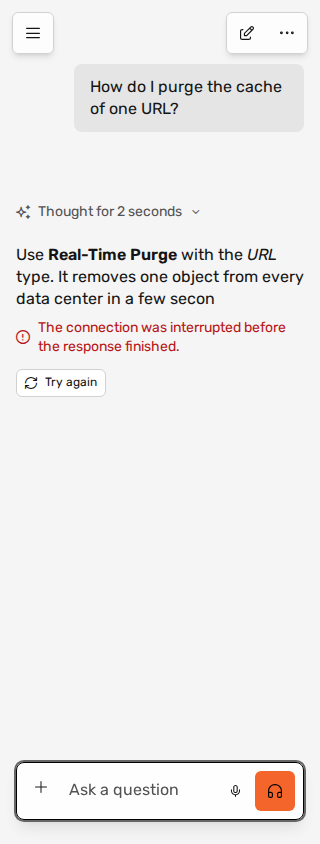 How do I purge the cache
of one URL?
Thought for 2 seconds
Use Real-Time Purge with the URL
type. It removes one object from every
data center in a few secon
The connection was interrupted before
the response finished.
Try again
Ask a question